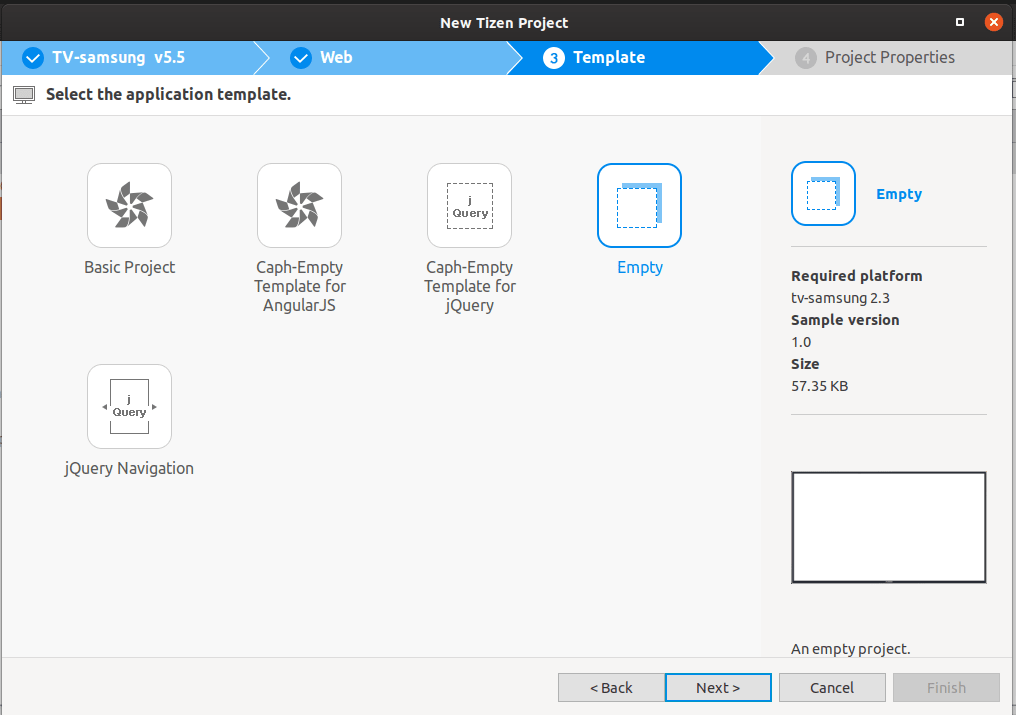 New Tizen Project
TV-samsung v5.5
Web
3 Template
4 Project Properties
Select the application template.
Basic Project
Caph-Empty
Template for
AngularJS
j
Query
Caph-Empty
Template for
jQuery
Empty
j
Query
jQuery Navigation
Empty
Required platform
tv-samsung 2.3
Sample version
1.0
Size
57.35 KB
An empty project.
< Back
Next >
Cancel
Finish